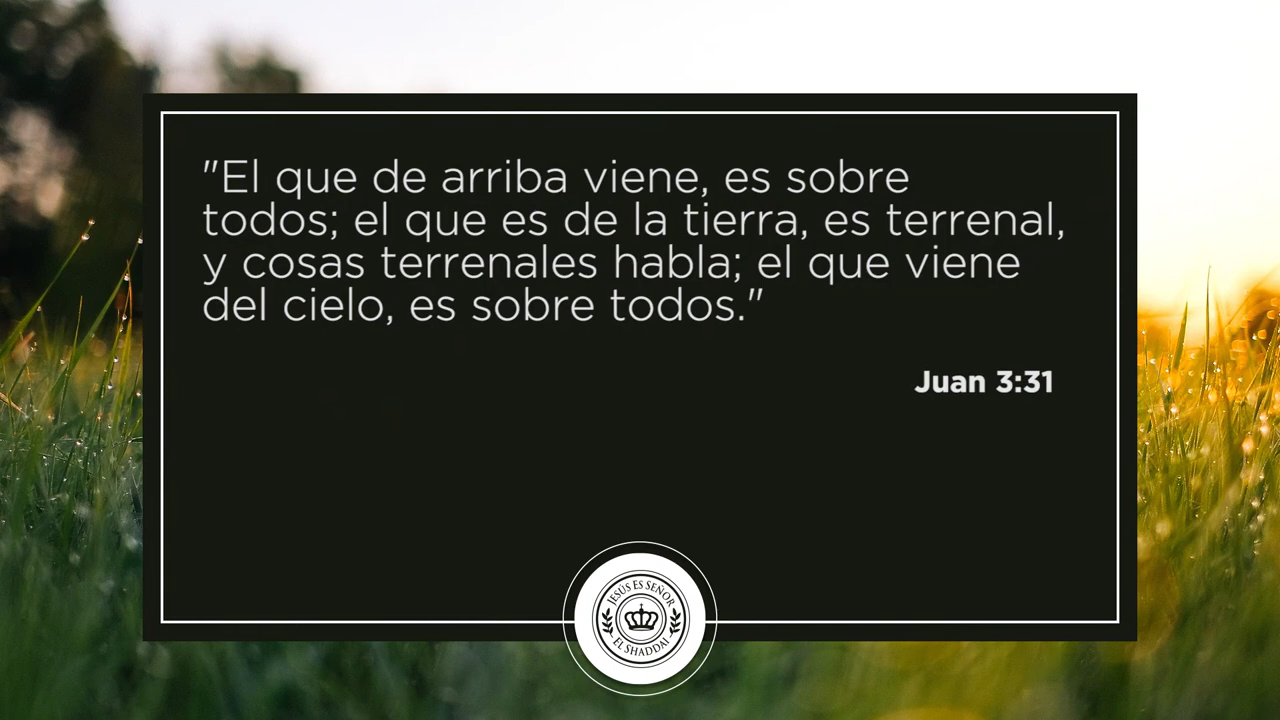 "El que de arriba viene, es sobre
todos; el que es de la tierra, es terrenal,
y cosas terrenales habla; el que viene
del cielo, es sobre todos."
Juan 3:31
JESÚS ES SEÑOR
EL SHADDAI